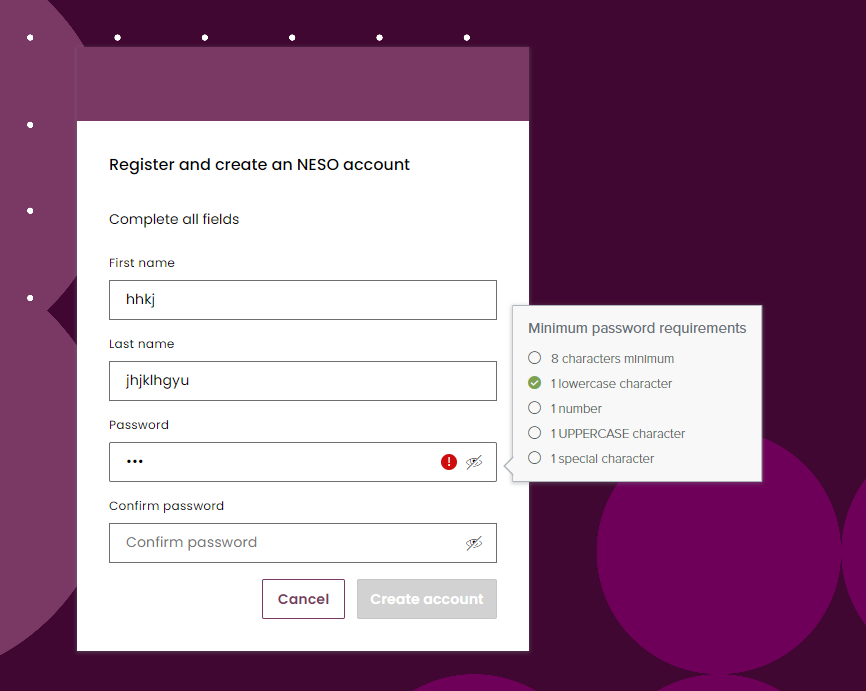 Register and create an NESO account
Complete all fields
First name
hhkj
Last name
jhjklhgyu
Password
•••
Confirm password
Confirm password
Cancel
Create account
Minimum password requirements
8 characters minimum
1 lowercase character
1 number
1 UPPERCASE character
1 special character